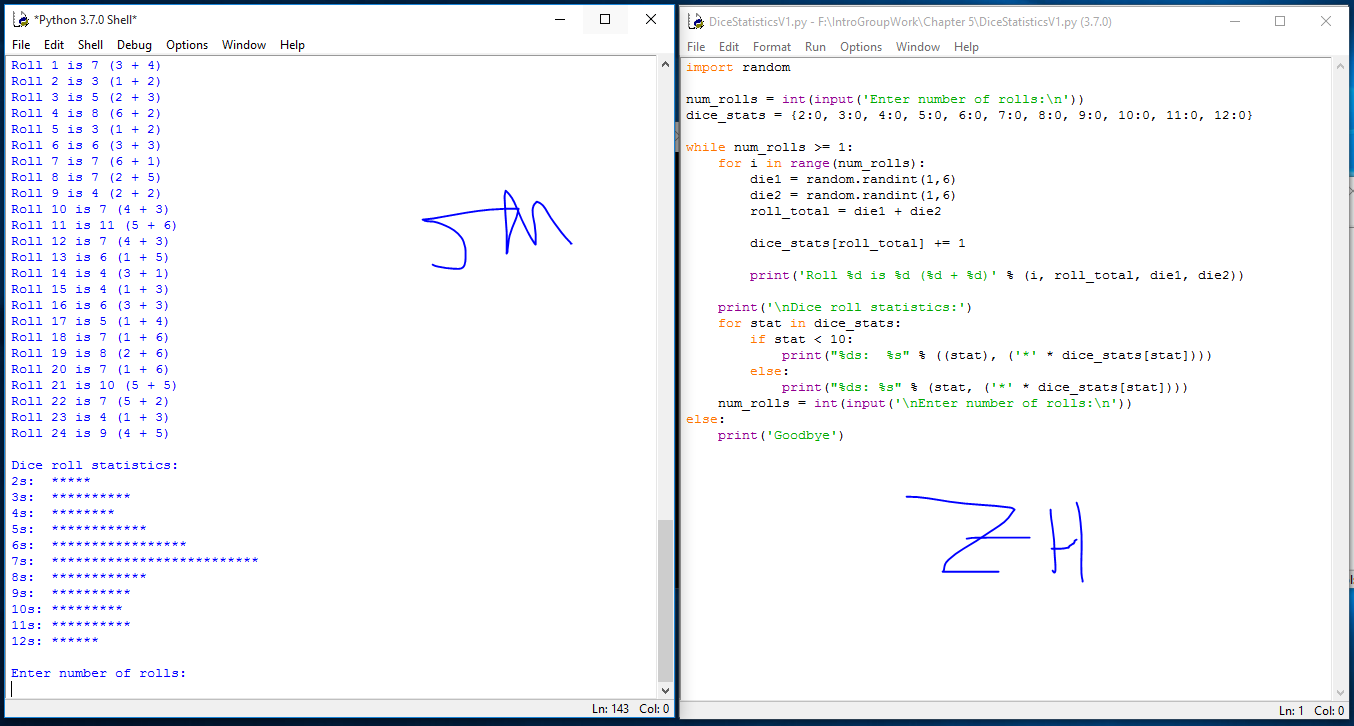 *Python 3.7.0 Shell*
File Edit Shell Debug Options Window Help
Roll 1 is 7 (3 + 4)
Roll 2 is 3 (1 + 2)
Roll 3 is 5 (2 + 3)
Roll 4 is 8 (6 + 2)
Roll 5 is 3 (1 + 2)
Roll 6 is 6 (3 + 3)
Roll 7 is 7 (6 + 1)
Roll 8 is 7 (2 + 5)
Roll 9 is 4 (2 + 2)
Roll 10 is 7 (4 + 3)
Roll 11 is 11 (5 + 6)
Roll 12 is 7 (4 + 3)
Roll 13 is 6 (1 + 5)
Roll 14 is 4 (3 + 1)
Roll 15 is 4 (1 + 3)
Roll 16 is 6 (3 + 3)
Roll 17 is 5 (1 + 4)
Roll 18 is 7 (1 + 6)
Roll 19 is 8 (2 + 6)
Roll 20 is 7 (1 + 6)
Roll 21 is 10 (5 + 5)
Roll 22 is 7 (5 + 2)
Roll 23 is 4 (1 + 3)
Roll 24 is 9 (4 + 5)
Dice roll statistics:
2s:  *****
3s:  **********
4s:  ********
5s:  ************
6s:  *****************
7s:  **************************
8s:  ************
9s:  **********
10s: *********
11s: **********
12s: ******
Enter number of rolls:
Ln: 143 Col: 0
JM
DiceStatisticsV1.py - F:\IntroGroupWork\Chapter 5\DiceStatisticsV1.py (3.7.0)
File Edit Format Run Options Window Help
import random
num_rolls = int(input('Enter number of rolls:\n'))
dice_stats = {2:0, 3:0, 4:0, 5:0, 6:0, 7:0, 8:0, 9:0, 10:0, 11:0, 12:0}
while num_rolls >= 1:
    for i in range(num_rolls):
        die1 = random.randint(1,6)
        die2 = random.randint(1,6)
        roll_total = die1 + die2
        dice_stats[roll_total] += 1
        print('Roll %d is %d (%d + %d)' % (i, roll_total, die1, die2))
    print('\nDice roll statistics:')
    for stat in dice_stats:
        if stat < 10:
            print("%ds:  %s" % ((stat), ('*' * dice_stats[stat])))
        else:
            print("%ds: %s" % (stat, ('*' * dice_stats[stat])))
    num_rolls = int(input('\nEnter number of rolls:\n'))
else:
    print('Goodbye')
ZH
Ln: 1 Col: 0